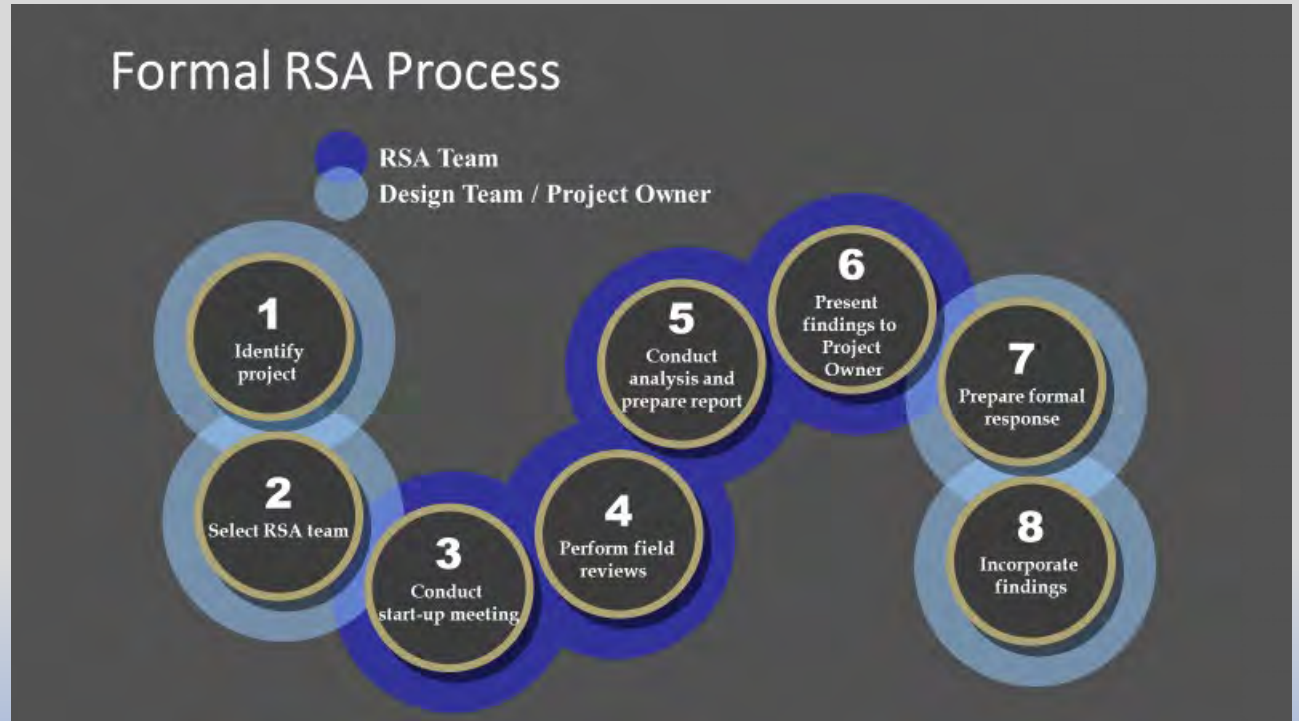 Formal RSA Process
RSA Team
Design Team / Project Owner
1
Identify
project
2
Select RSA team
3
Conduct
start-up meeting
4
Perform field
reviews
5
Conduct
analysis and
prepare report
6
Present
findings to
Project
Owner
7
Prepare formal
response
8
Incorporate
findings